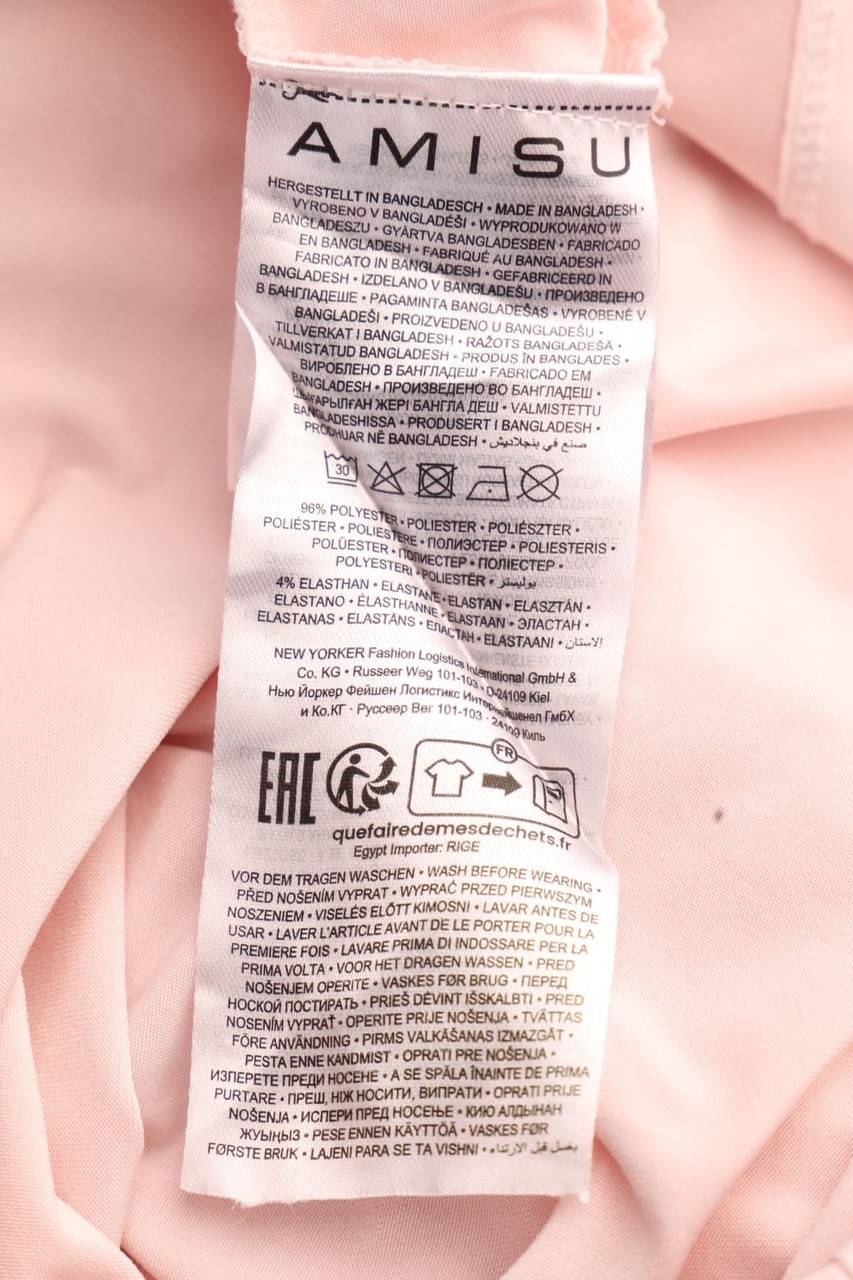 AMISU
HERGESTELLT IN BANGLADESCH • MADE IN BANGLADESH •
VYROBENO V BANGLADÉŠI • WYPRODUKOWANO W
BANGLADESZU • GYÁRTVA BANGLADESBEN • FABRICADO
EN BANGLADESH • FABRIQUÉ AU BANGLADESH •
FABRICATO IN BANGLADESH • GEFABRICEERD IN
BANGLADESH • IZDELANO V BANGLADEŠU • ПРОИЗВЕДЕНО
В БАНГЛАДЕШЕ • PAGAMINTA BANGLADEŠAS • VYROBENÉ V
BANGLADEŠI • PROIZVEDENO U BANGLADEŠU •
TILLVERKAT I BANGLADESH • RAŽOTS BANGLADEŠĀ •
VALMISTATUD BANGLADESH • PRODUS ÎN BANGLADES •
ВИРОБЛЕНО В БАНГЛАДЕШ • FABRICADO EM
BANGLADESH • ПРОИЗВЕДЕНО ВО БАНГЛАДЕШ •
ШЫҒАРЫЛҒАН ЖЕРІ БАНГЛА ДЕШ • VALMISTETTU
BANGLADESHISSA • PRODUSERT I BANGLADESH •
PRODHUAR NË BANGLADESH • صنع في بنجلاديش
30
96% POLYESTER • POLIESTER • POLIÉSZTER •
POLIÉSTER • POLIESTERE • ПОЛИЭСТЕР • POLIESTERIS •
POLÜESTER • ПОЛИЕСТЕР • ПОЛІЕСТЕР •
POLYESTERI • POLIESTËR • بوليستر
4% ELASTHAN • ELASTANE • ELASTAN • ELASZTÁN •
ELASTANO • ÉLASTHANNE • ELASTAAN • ЭЛАСТАН •
ELASTANAS • ELASTĀNS • ЕЛАСТАН • ELASTAANI • الاستان
NEW YORKER Fashion Logistics International GmbH &
Co. KG • Russeer Weg 101-103 • D-24109 Kiel
Нью Йоркер Фейшен Логистикс Интернейшенел ГмбХ
и Ко.КГ · Руссеер Вег 101-103 · 24109 Киль
EAC
FR
quefairedemesdechets.fr
Egypt Importer: RIGE
VOR DEM TRAGEN WASCHEN • WASH BEFORE WEARING •
PŘED NOŠENÍM VYPRAT • WYPRAĆ PRZED PIERWSZYM
NOSZENIEM • VISELÉS ELŐTT KIMOSNI • LAVAR ANTES DE
USAR • LAVER L'ARTICLE AVANT DE LE PORTER POUR LA
PREMIERE FOIS • LAVARE PRIMA DI INDOSSARE PER LA
PRIMA VOLTA • VOOR HET DRAGEN WASSEN • PRED
NOŠENJEM OPERITE • VASKES FØR BRUG • ПЕРЕД
НОСКОЙ ПОСТИРАТЬ • PRIEŠ DĖVINT IŠSKALBTI • PRED
NOSENÍM VYPRAŤ • OPERITE PRIJE NOŠENJA • TVÄTTAS
FÖRE ANVÄNDNING • PIRMS VALKĀŠANAS IZMAZGĀT •
PESTA ENNE KANDMIST • OPRATI PRE NOŠENJA •
ИЗПЕРЕТЕ ПРЕДИ НОСЕНЕ • A SE SPĂLA ÎNAINTE DE PRIMA
PURTARE • ПРЕШ, НІЖ НОСИТИ, ВИПРАТИ • OPRATI PRIJE
NOŠENJA • ИСПЕРИ ПРЕД НОСЕЊЕ • КИЮ АЛДЫНАН
ЖУЫҢЫЗ • PESE ENNEN KÄYTTÖÄ • VASKES FØR
FØRSTE BRUK • LAJENI PARA SE TA VISHNI • يغسل قبل الارتداء